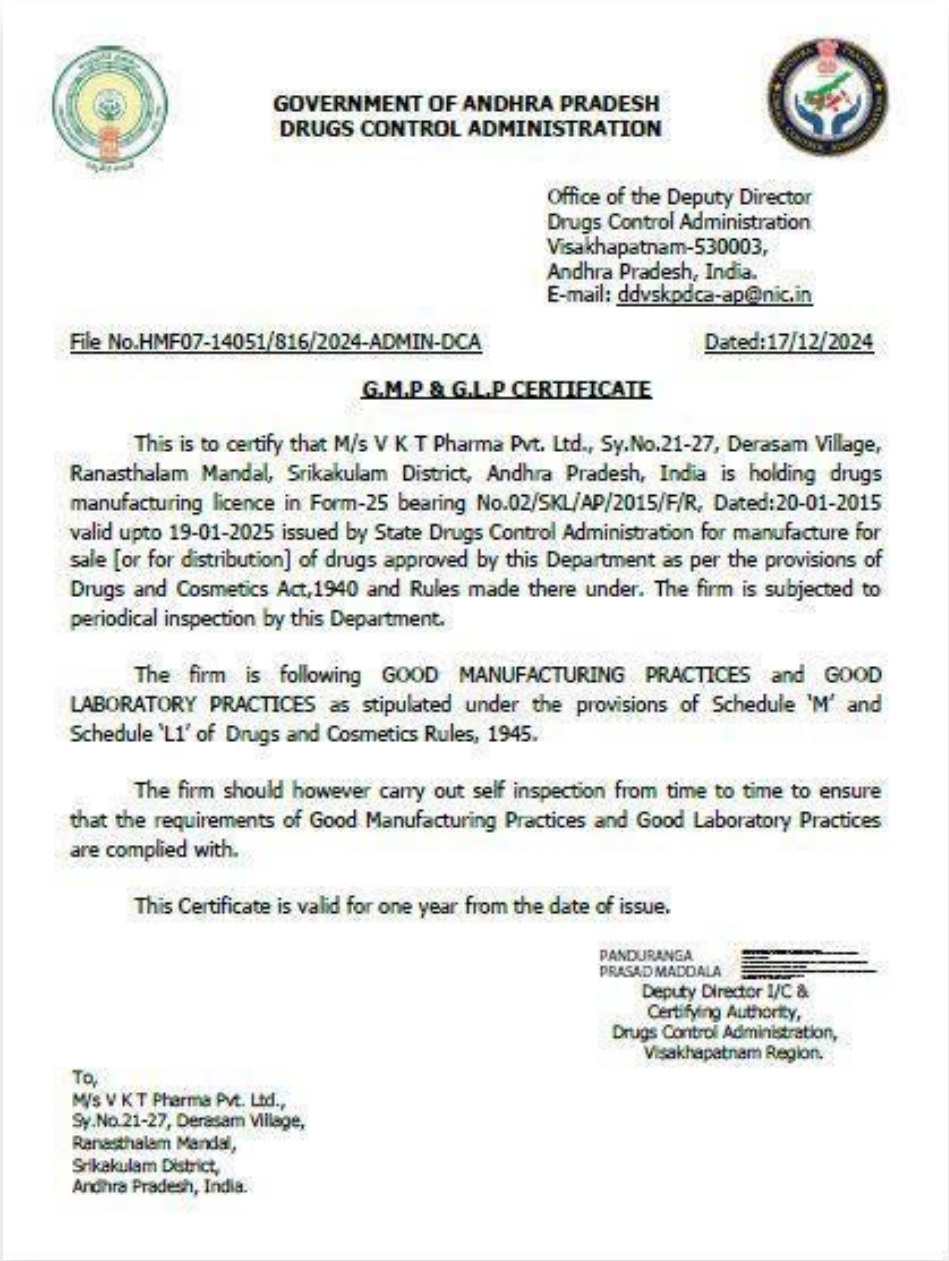 GOVERNMENT OF ANDHRA PRADESH
DRUGS CONTROL ADMINISTRATION
Office of the Deputy Director
Drugs Control Administration
Visakhapatnam-530003,
Andhra Pradesh, India.
E-mail: ddvskpdca-ap@nic.in
File No.HMF07-14051/816/2024-ADMIN-DCA Dated:17/12/2024
G.M.P & G.L.P CERTIFICATE
This is to certify that M/s V K T Pharma Pvt. Ltd., Sy.No.21-27, Derasam Village,
Ranasthalam Mandal, Srikakulam District, Andhra Pradesh, India is holding drugs
manufacturing licence in Form-25 bearing No.02/SKL/AP/2015/F/R, Dated:20-01-2015
valid upto 19-01-2025 issued by State Drugs Control Administration for manufacture for
sale [or for distribution] of drugs approved by this Department as per the provisions of
Drugs and Cosmetics Act,1940 and Rules made there under. The firm is subjected to
periodical inspection by this Department.
The firm is following GOOD MANUFACTURING PRACTICES and GOOD
LABORATORY PRACTICES as stipulated under the provisions of Schedule ‘M’ and
Schedule ‘L1’ of Drugs and Cosmetics Rules, 1945.
The firm should however carry out self inspection from time to time to ensure
that the requirements of Good Manufacturing Practices and Good Laboratory Practices
are complied with.
This Certificate is valid for one year from the date of issue.
PANDURANGA
PRASAD MADDALA
Deputy Director I/C &
Certifying Authority,
Drugs Control Administration,
Visakhapatnam Region.
To,
M/s V K T Pharma Pvt. Ltd.,
Sy.No.21-27, Derasam Village,
Ranasthalam Mandal,
Srikakulam District,
Andhra Pradesh, India.